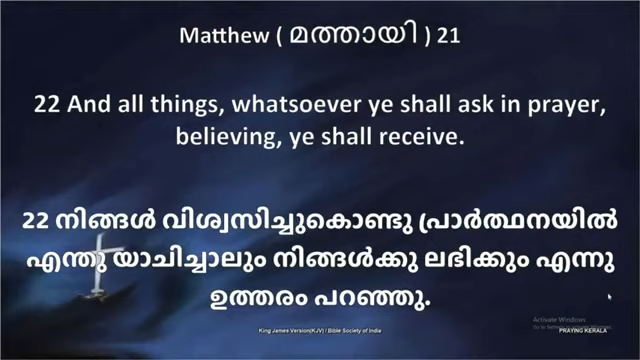 Matthew ( മത്തായി ) 21
22 And all things, whatsoever ye shall ask in prayer,
believing, ye shall receive.
22 നിങ്ങൾ വിശ്വസിച്ചുകൊണ്ടു പ്രാർത്ഥനയിൽ
എന്തു യാചിച്ചാലും നിങ്ങൾക്കു ലഭിക്കും എന്നു
ഉത്തരം പറഞ്ഞു.
King James Version(KJV) / Bible Society of India
Activate Windows
PRAYING KERALA